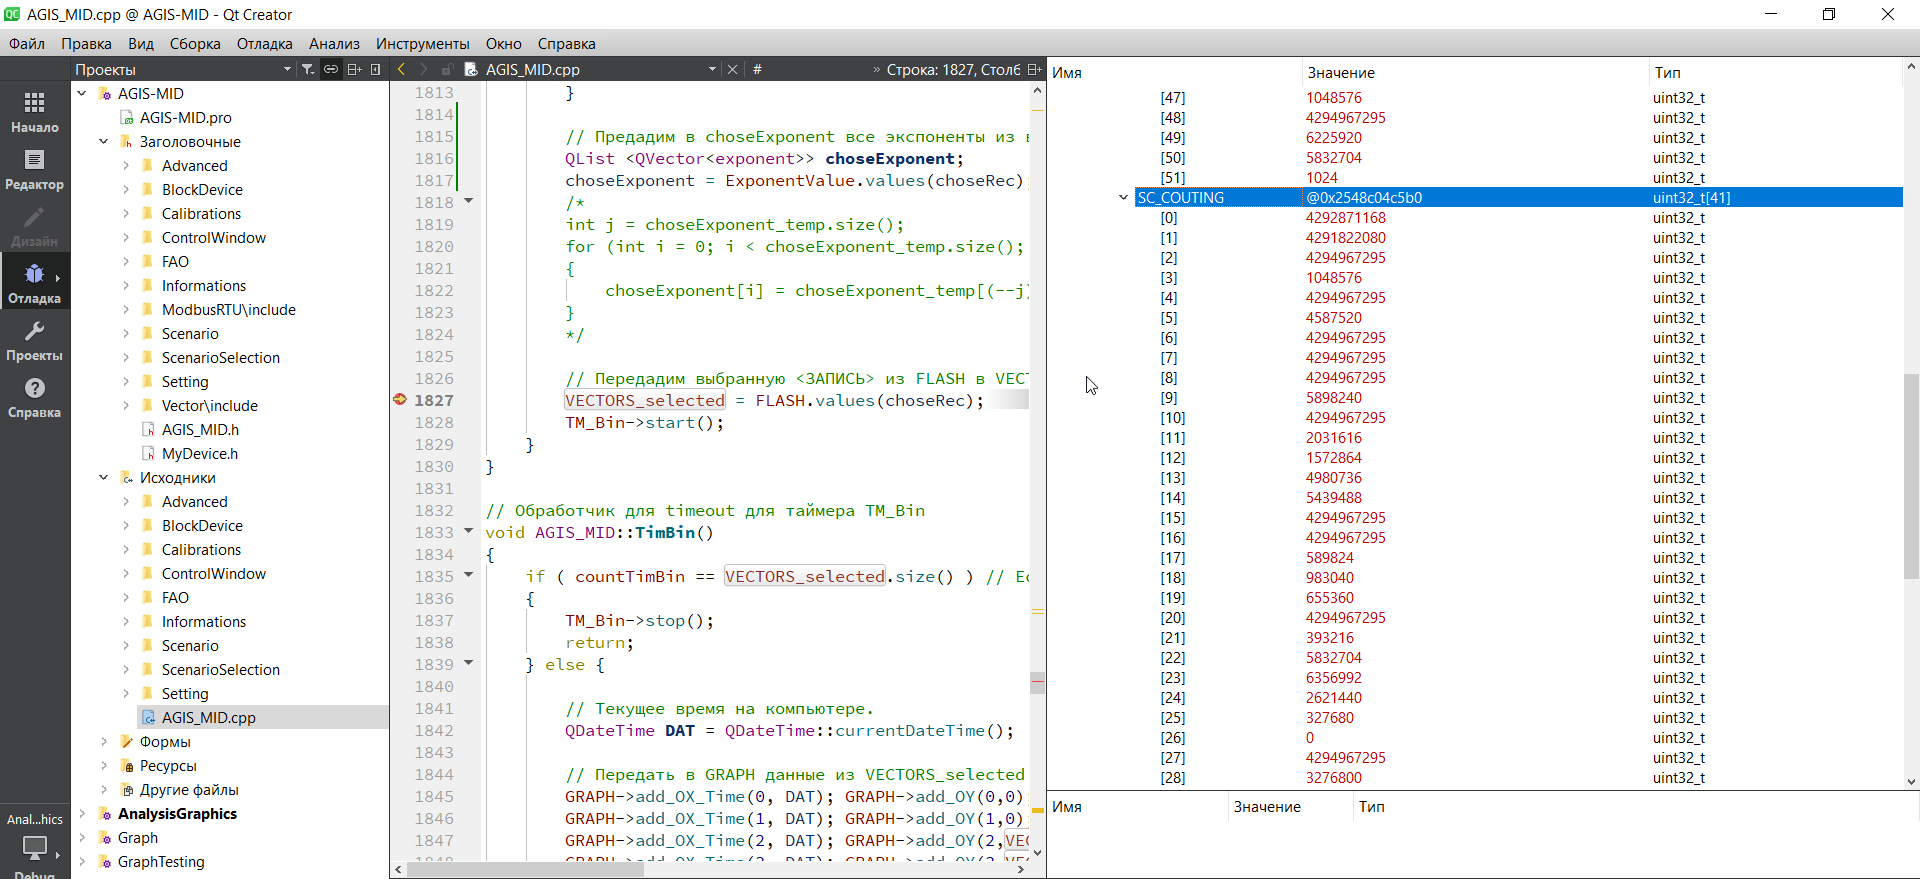 AGIS_MID.cpp @ AGIS-MID - Qt Creator
Файл Правка Вид Сборка Отладка Анализ Инструменты Окно Справка
Начало
Редактор
Дизайн
Отладка
Проекты
Справка
Anal...hics
Debug
Проекты
AGIS-MID
AGIS-MID.pro
Заголовочные
Advanced
BlockDevice
Calibrations
ControlWindow
FAO
Informations
ModbusRTU\include
Scenario
ScenarioSelection
Setting
Vector\include
AGIS_MID.h
MyDevice.h
Исходники
Advanced
BlockDevice
Calibrations
ControlWindow
FAO
Informations
Scenario
ScenarioSelection
Setting
AGIS_MID.cpp
Формы
Ресурсы
Другие файлы
AnalysisGraphics
Graph
GraphTesting
AGIS_MID.cpp # » Строка: 1827, Столб
1813 }
1814
1815 // Предадим в choseExponent все экспоненты из
1816 QList <QVector<exponent>> choseExponent;
1817 choseExponent = ExponentValue.values(choseRec)
1818 /*
1819 int j = choseExponent_temp.size();
1820 for (int i = 0; i < choseExponent_temp.size();
1821 {
1822 choseExponent[i] = choseExponent_temp[(--j)
1823 }
1824 */
1825
1826 // Передадим выбранную <ЗАПИСЬ> из FLASH в VECT
1827 VECTORS_selected = FLASH.values(choseRec);
1828 TM_Bin->start();
1829 }
1830 }
1831
1832 // Обработчик для timeout для таймера TM_Bin
1833 void AGIS_MID::TimBin()
1834 {
1835 if ( countTimBin == VECTORS_selected.size() ) // Ес
1836 {
1837 TM_Bin->stop();
1838 return;
1839 } else {
1840
1841 // Текущее время на компьютере.
1842 QDateTime DAT = QDateTime::currentDateTime();
1843
1844 // Передать в GRAPH данные из VECTORS_selected
1845 GRAPH->add_OX_Time(0, DAT); GRAPH->add_OY(0,0)
1846 GRAPH->add_OX_Time(1, DAT); GRAPH->add_OY(1,0)
1847 GRAPH->add_OX_Time(2, DAT); GRAPH->add_OY(2,VEC
Имя Значение Тип
[47] 1048576 uint32_t
[48] 4294967295 uint32_t
[49] 6225920 uint32_t
[50] 5832704 uint32_t
[51] 1024 uint32_t
SC_COUTING @0x2548c04c5b0 uint32_t[41]
[0] 4292871168 uint32_t
[1] 4291822080 uint32_t
[2] 4294967295 uint32_t
[3] 1048576 uint32_t
[4] 4294967295 uint32_t
[5] 4587520 uint32_t
[6] 4294967295 uint32_t
[7] 4294967295 uint32_t
[8] 4294967295 uint32_t
[9] 5898240 uint32_t
[10] 4294967295 uint32_t
[11] 2031616 uint32_t
[12] 1572864 uint32_t
[13] 4980736 uint32_t
[14] 5439488 uint32_t
[15] 4294967295 uint32_t
[16] 4294967295 uint32_t
[17] 589824 uint32_t
[18] 983040 uint32_t
[19] 655360 uint32_t
[20] 4294967295 uint32_t
[21] 393216 uint32_t
[22] 5832704 uint32_t
[23] 6356992 uint32_t
[24] 2621440 uint32_t
[25] 327680 uint32_t
[26] 0 uint32_t
[27] 4294967295 uint32_t
[28] 3276800 uint32_t
Имя Значение Тип